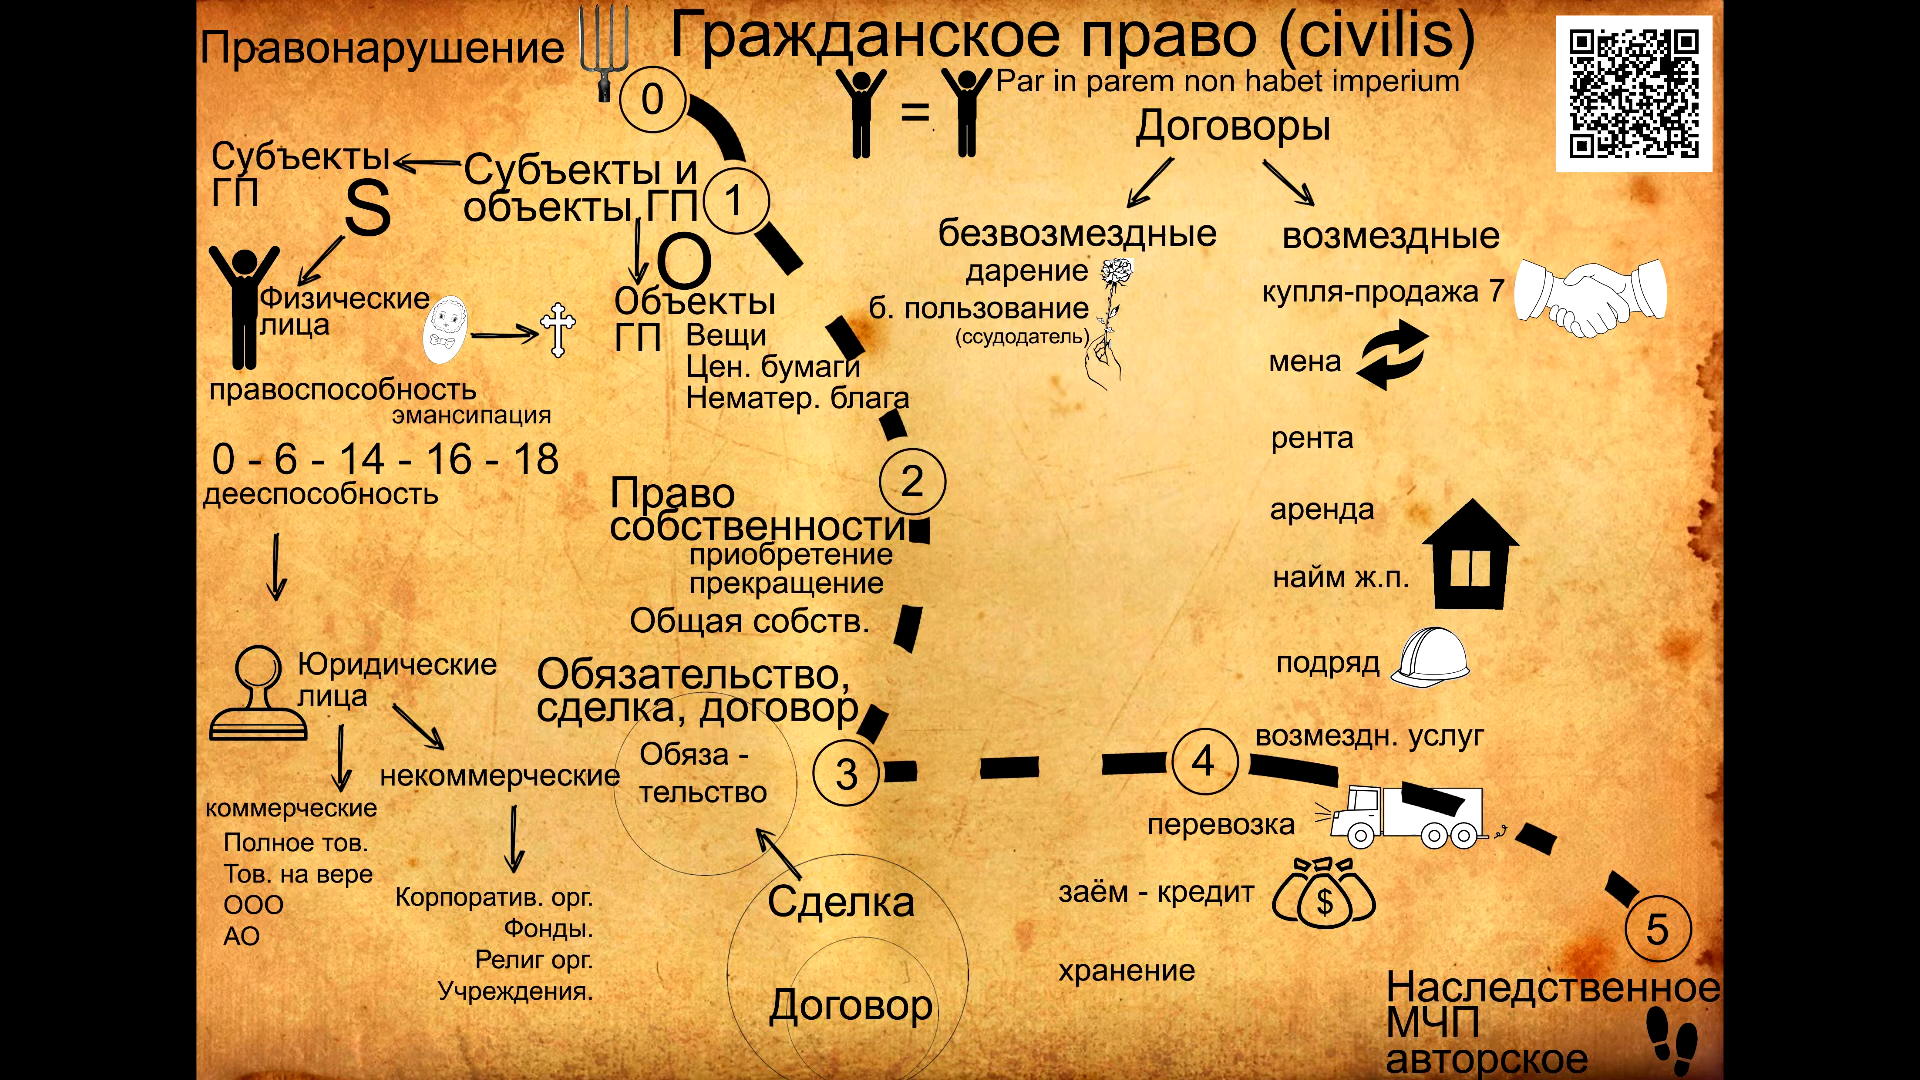 Правонарушение
Гражданское право (civilis)
0
=
Par in parem non habet imperium
Договоры
Субъекты
ГП
S
Субъекты и
объекты ГП
1
O
Физические
лица
Объекты
ГП
Вещи
Цен. бумаги
Нематер. блага
правоспособность
эмансипация
0 - 6 - 14 - 16 - 18
дееспособность
безвозмездные
дарение
б. пользование
(ссудодатель)
возмездные
купля-продажа 7
мена
рента
аренда
найм ж.п.
подряд
возмездн. услуг
2
Право
собственности
приобретение
прекращение
Общая собств.
Обязательство,
сделка, договор
3
4
Обяза -
тельство
Сделка
Договор
Юридические
лица
некоммерческие
коммерческие
Полное тов.
Тов. на вере
ООО
АО
Корпоратив. орг.
Фонды.
Религ орг.
Учреждения.
перевозка
заём - кредит
$
хранение
5
Наследственное
МЧП
авторское